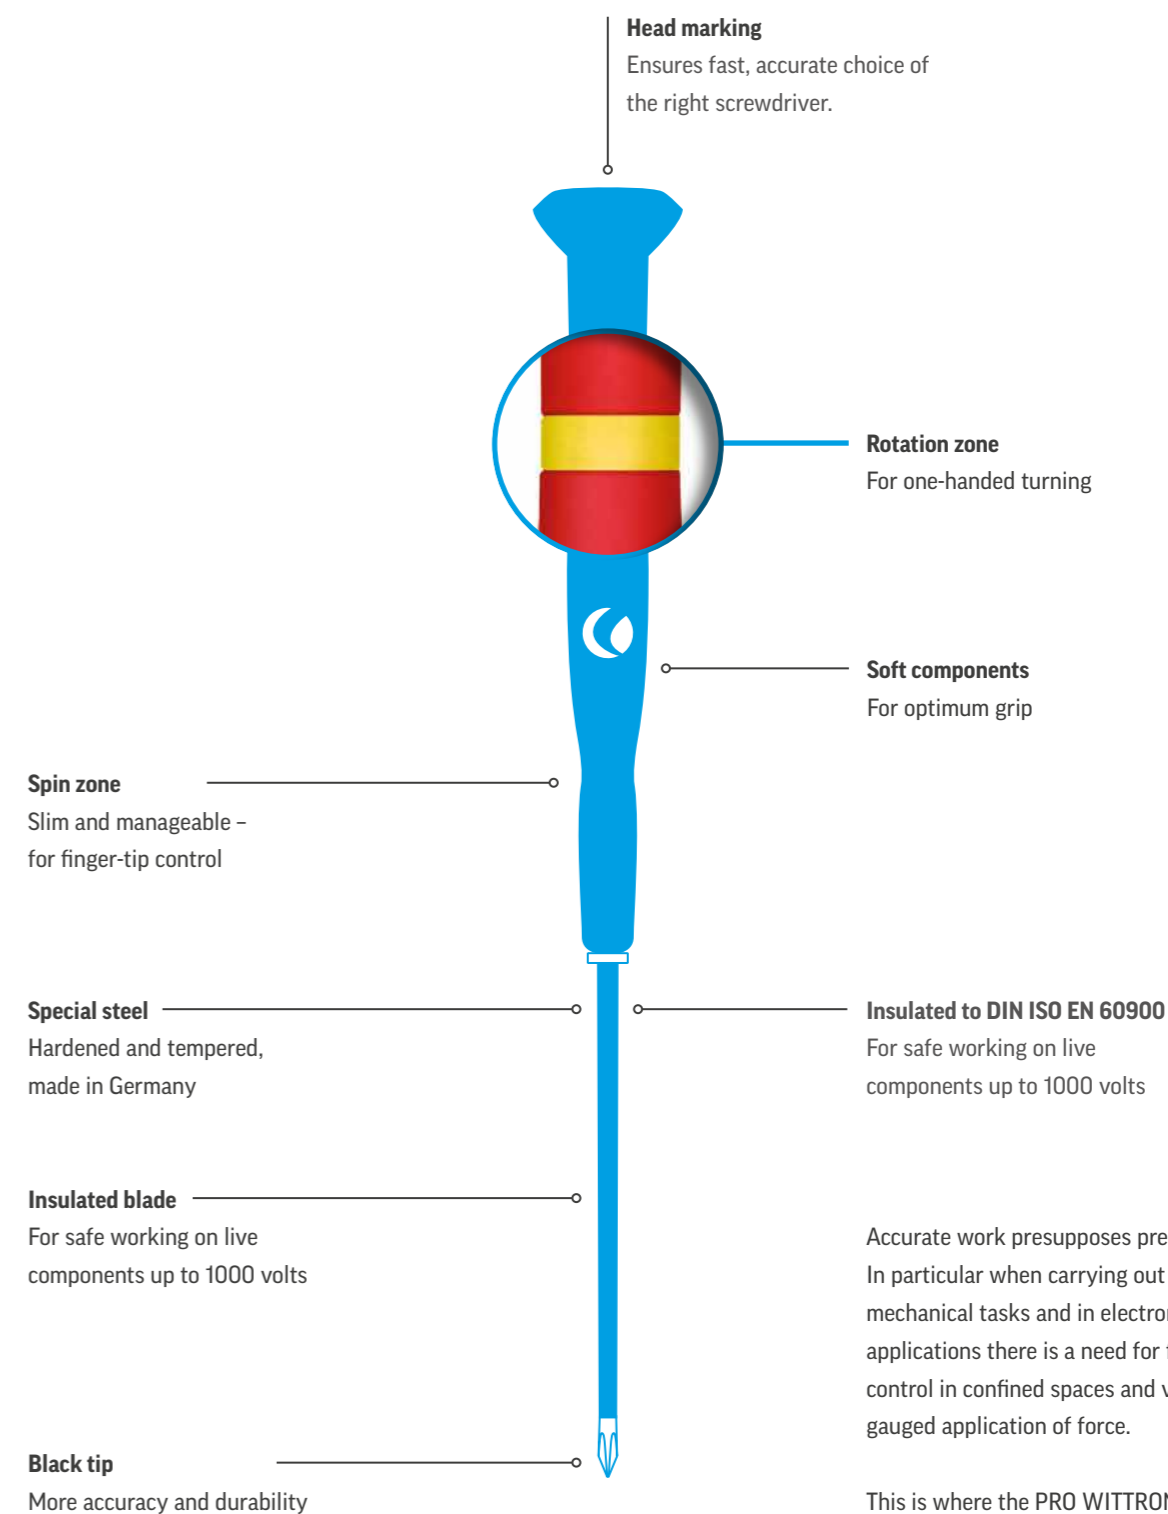 Head marking
Ensures fast, accurate choice of
the right screwdriver.
Rotation zone
For one-handed turning
Soft components
For optimum grip
Spin zone
Slim and manageable –
for finger-tip control
Special steel
Hardened and tempered,
made in Germany
Insulated to DIN ISO EN 60900
For safe working on live
components up to 1000 volts
Insulated blade
For safe working on live
components up to 1000 volts
Black tip
More accuracy and durability
Accurate work presupposes
In particular when carrying out
mechanical tasks and in
applications there is a need for
control in confined spaces and
gauged application of force.
This is where the PRO